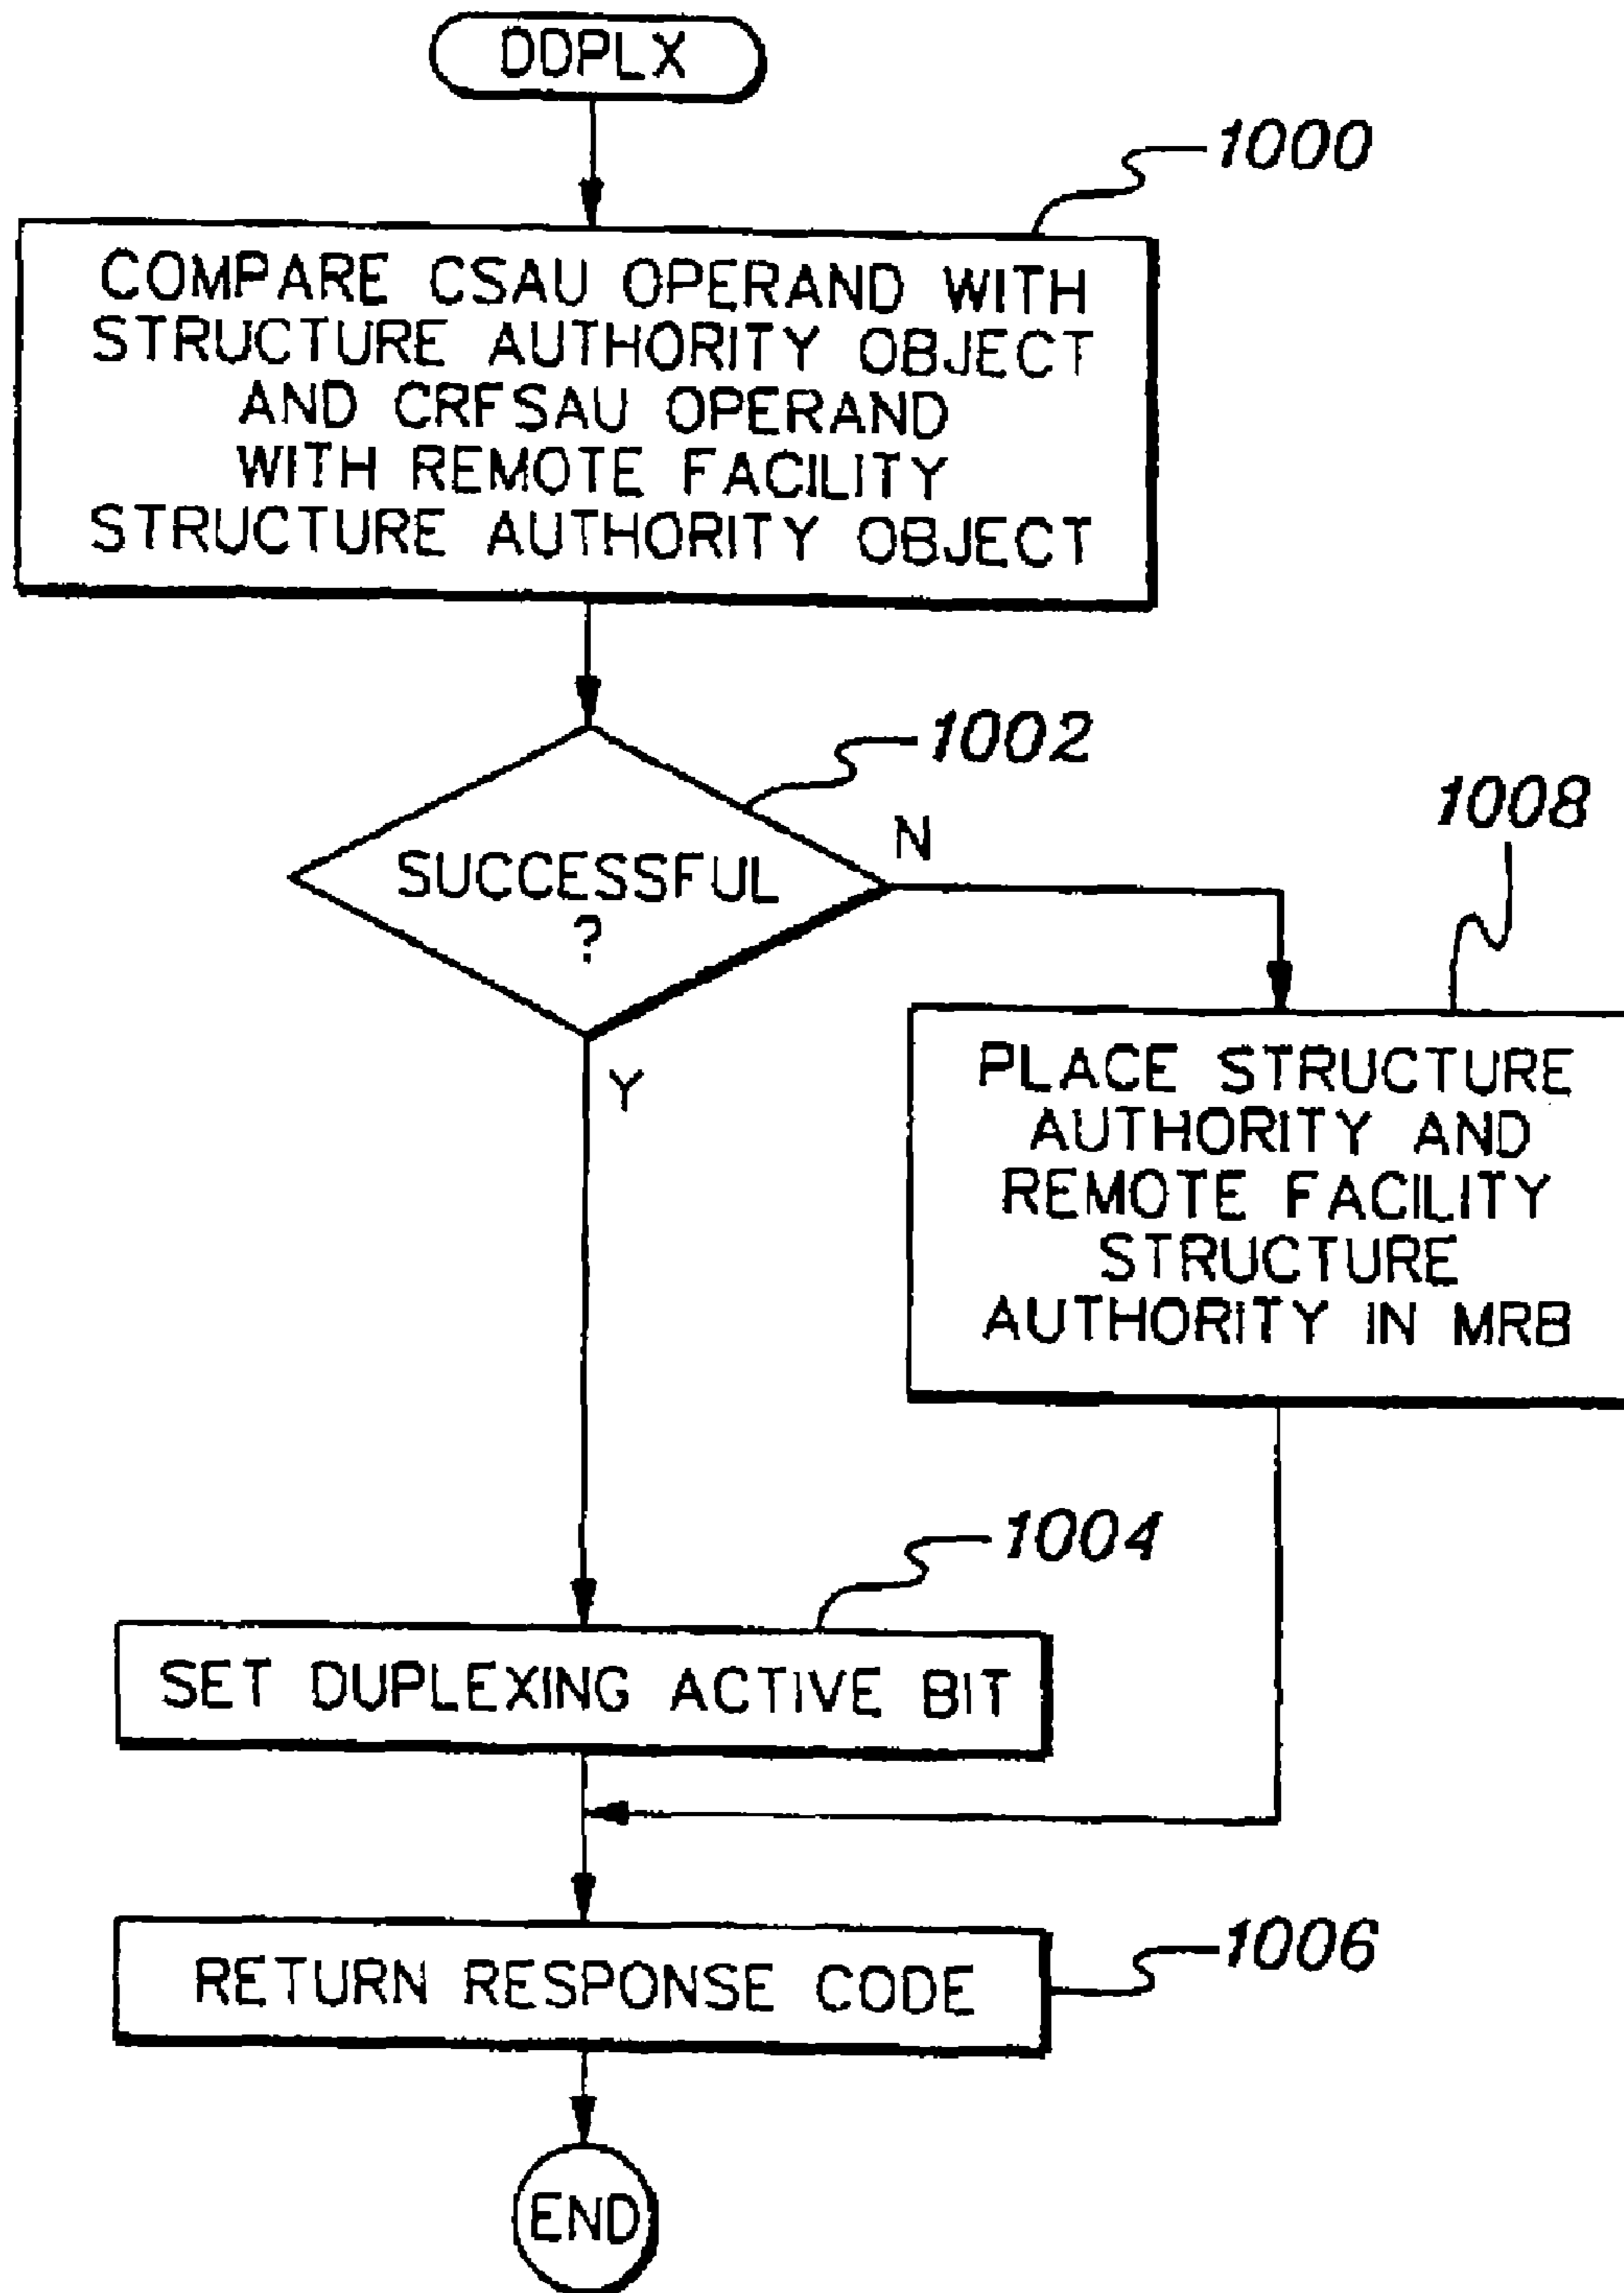 DDPLX
1000
COMPARE CSAU OPERAND WITH
STRUCTURE AUTHORITY OBJECT
AND CRFSAU OPERAND
WITH REMOTE FACILITY
STRUCTURE AUTHORITY OBJECT
1002
SUCCESSFUL
?
N
Y
1008
PLACE STRUCTURE
AUTHORITY AND
REMOTE FACILITY
STRUCTURE
AUTHORITY IN MRB
1004
SET DUPLEXING ACTIVE BIT
1006
RETURN RESPONSE CODE
END